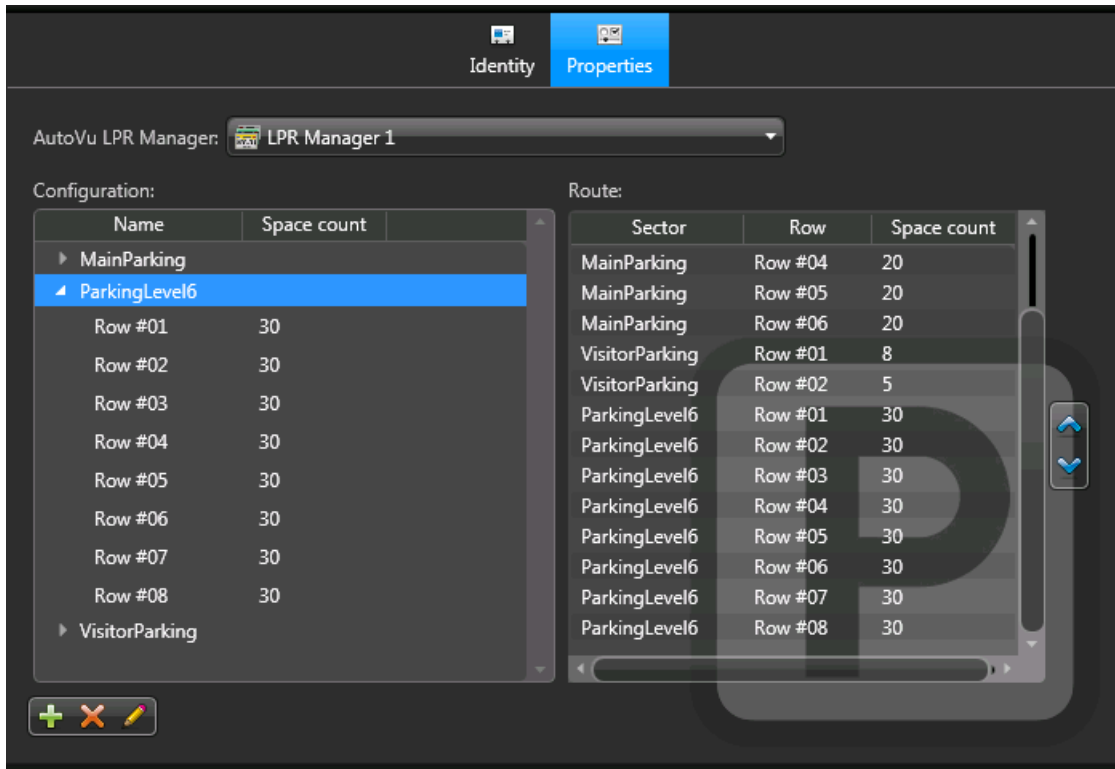 Identity Properties
AutoVu LPR Manager: LPR Manager 1
Configuration:
Name Space count
MainParking
ParkingLevel6
Row #01 30
Row #02 30
Row #03 30
Row #04 30
Row #05 30
Row #06 30
Row #07 30
Row #08 30
VisitorParking
Route:
Sector Row Space count
MainParking Row #04 20
MainParking Row #05 20
MainParking Row #06 20
VisitorParking Row #01 8
VisitorParking Row #02 5
ParkingLevel6 Row #01 30
ParkingLevel6 Row #02 30
ParkingLevel6 Row #03 30
ParkingLevel6 Row #04 30
ParkingLevel6 Row #05 30
ParkingLevel6 Row #06 30
ParkingLevel6 Row #07 30
ParkingLevel6 Row #08 30
P